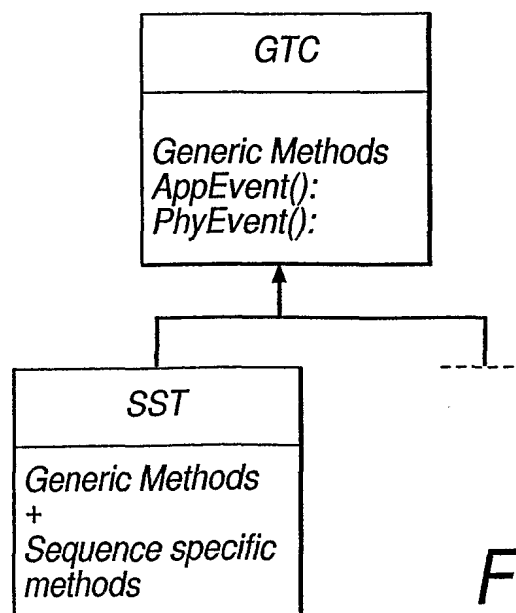 GTC
Generic Methods
AppEvent():
PhyEvent():
SST
Generic Methods
+
Sequence specific
methods
F